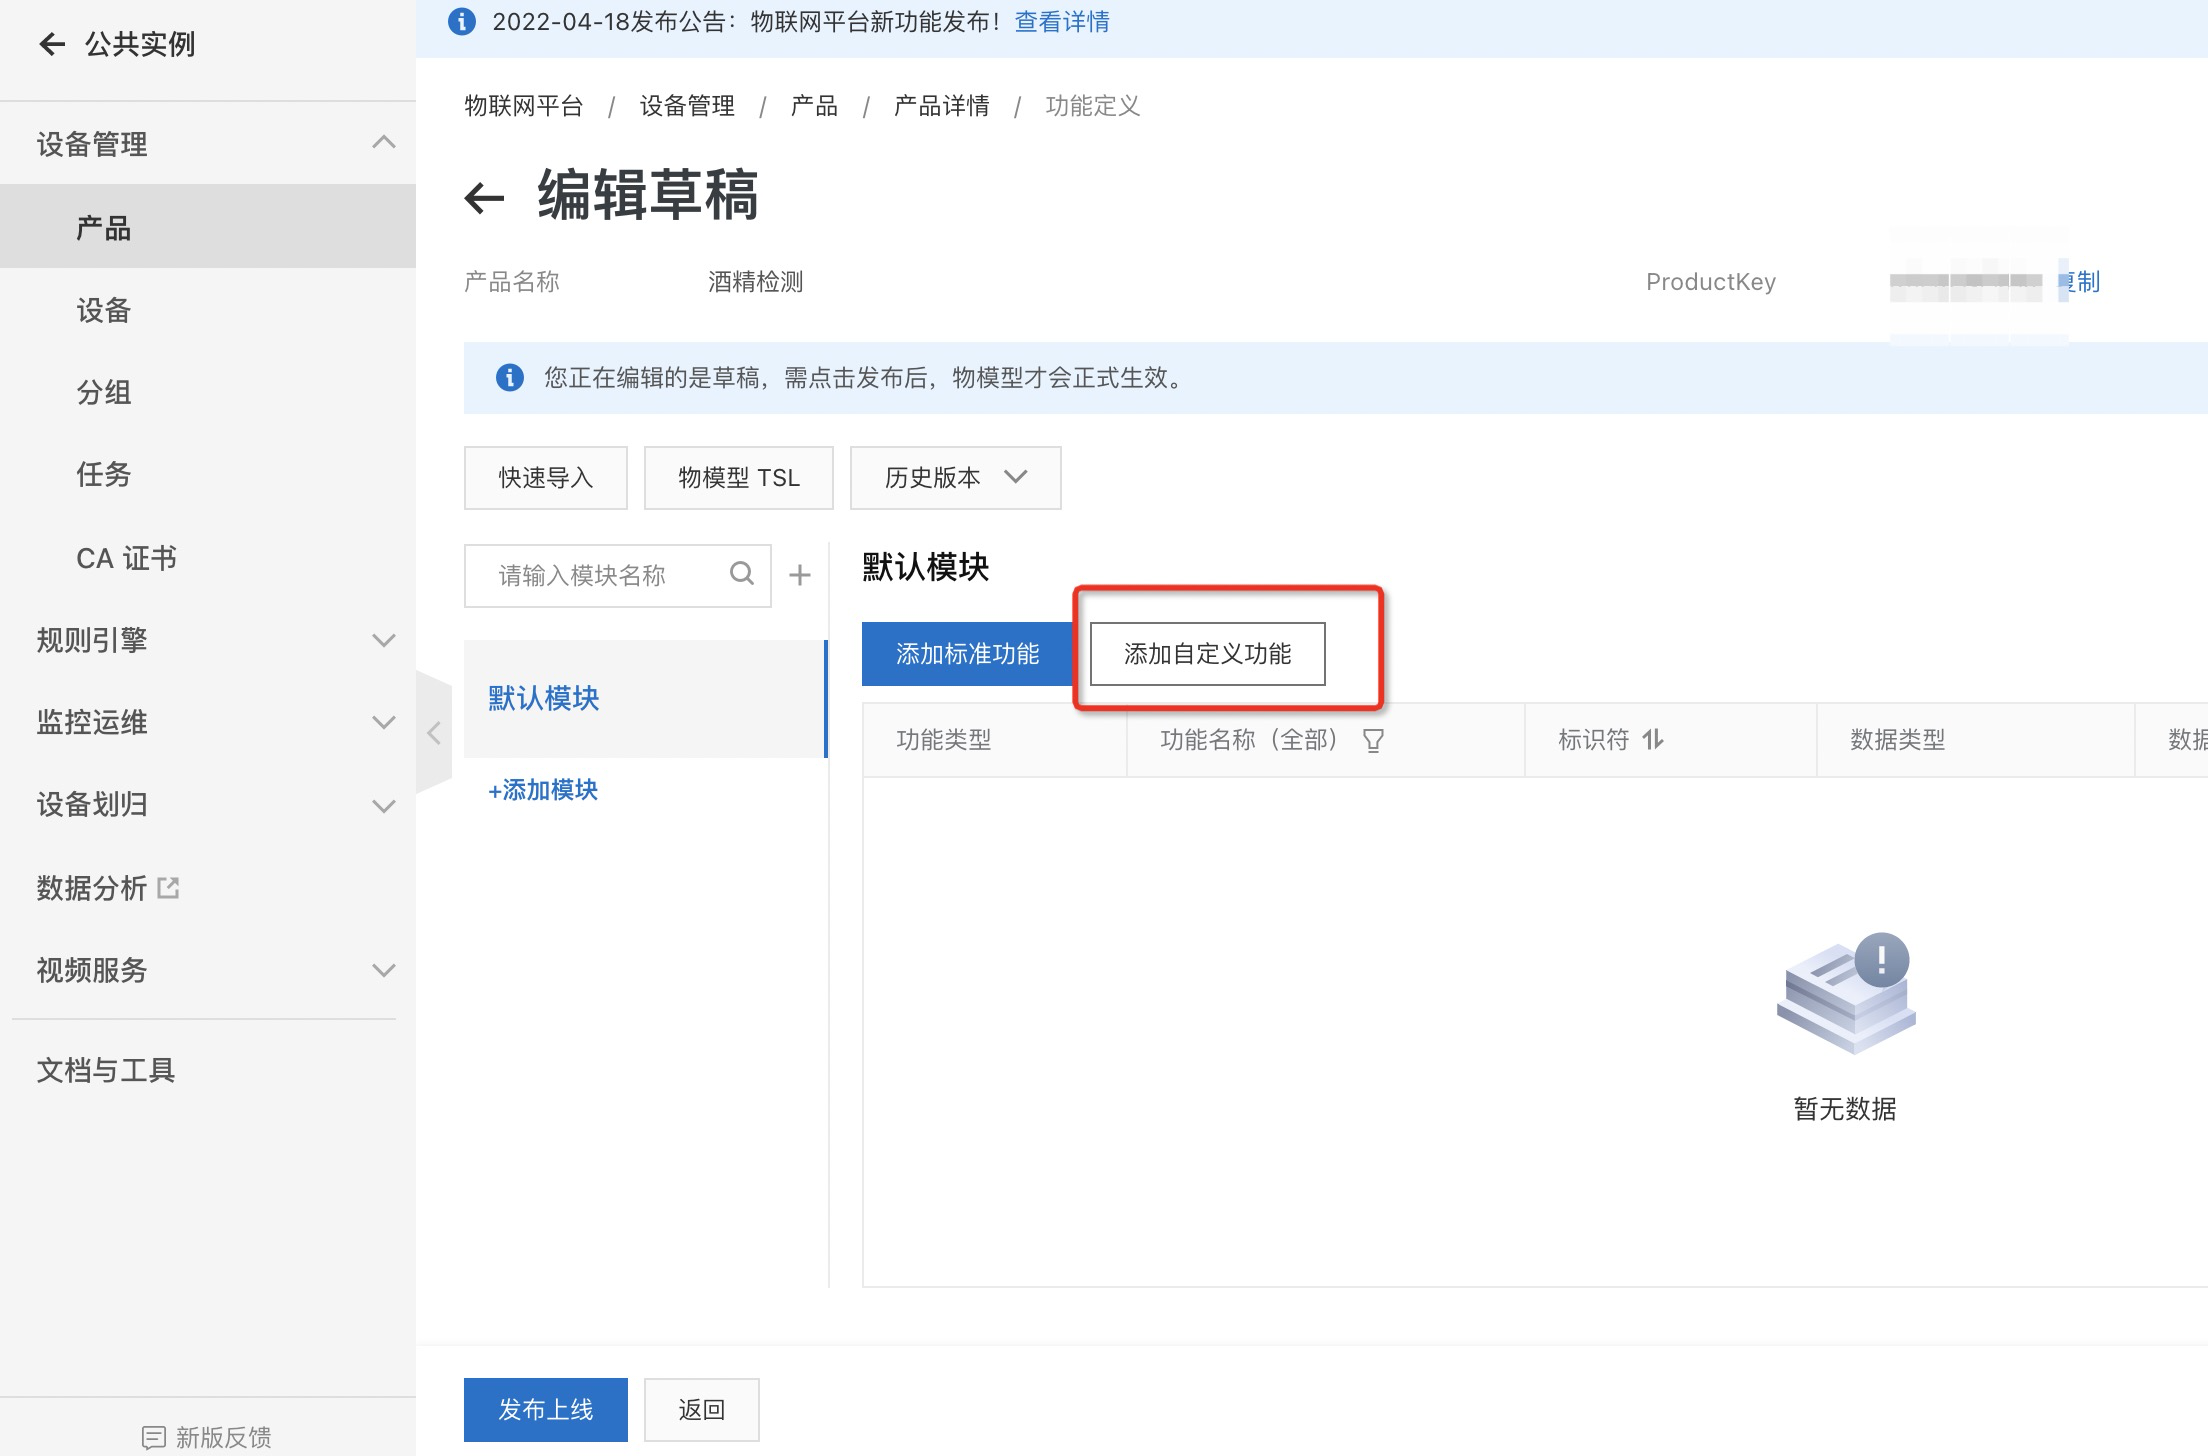 公共实例
设备管理
产品
设备
分组
任务
CA 证书
规则引擎
监控运维
设备划归
数据分析
视频服务
文档与工具
新版反馈
2022-04-18发布公告：物联网平台新功能发布！ 查看详情
物联网平台 / 设备管理 / 产品 / 产品详情 / 功能定义
编辑草稿
产品名称 酒精检测 ProductKey 复制
您正在编辑的是草稿，需点击发布后，物模型才会正式生效。
快速导入 物模型 TSL 历史版本
请输入模块名称
默认模块
+添加模块
默认模块
添加标准功能 添加自定义功能
功能类型 功能名称（全部） 标识符 数据类型 数据
暂无数据
发布上线 返回